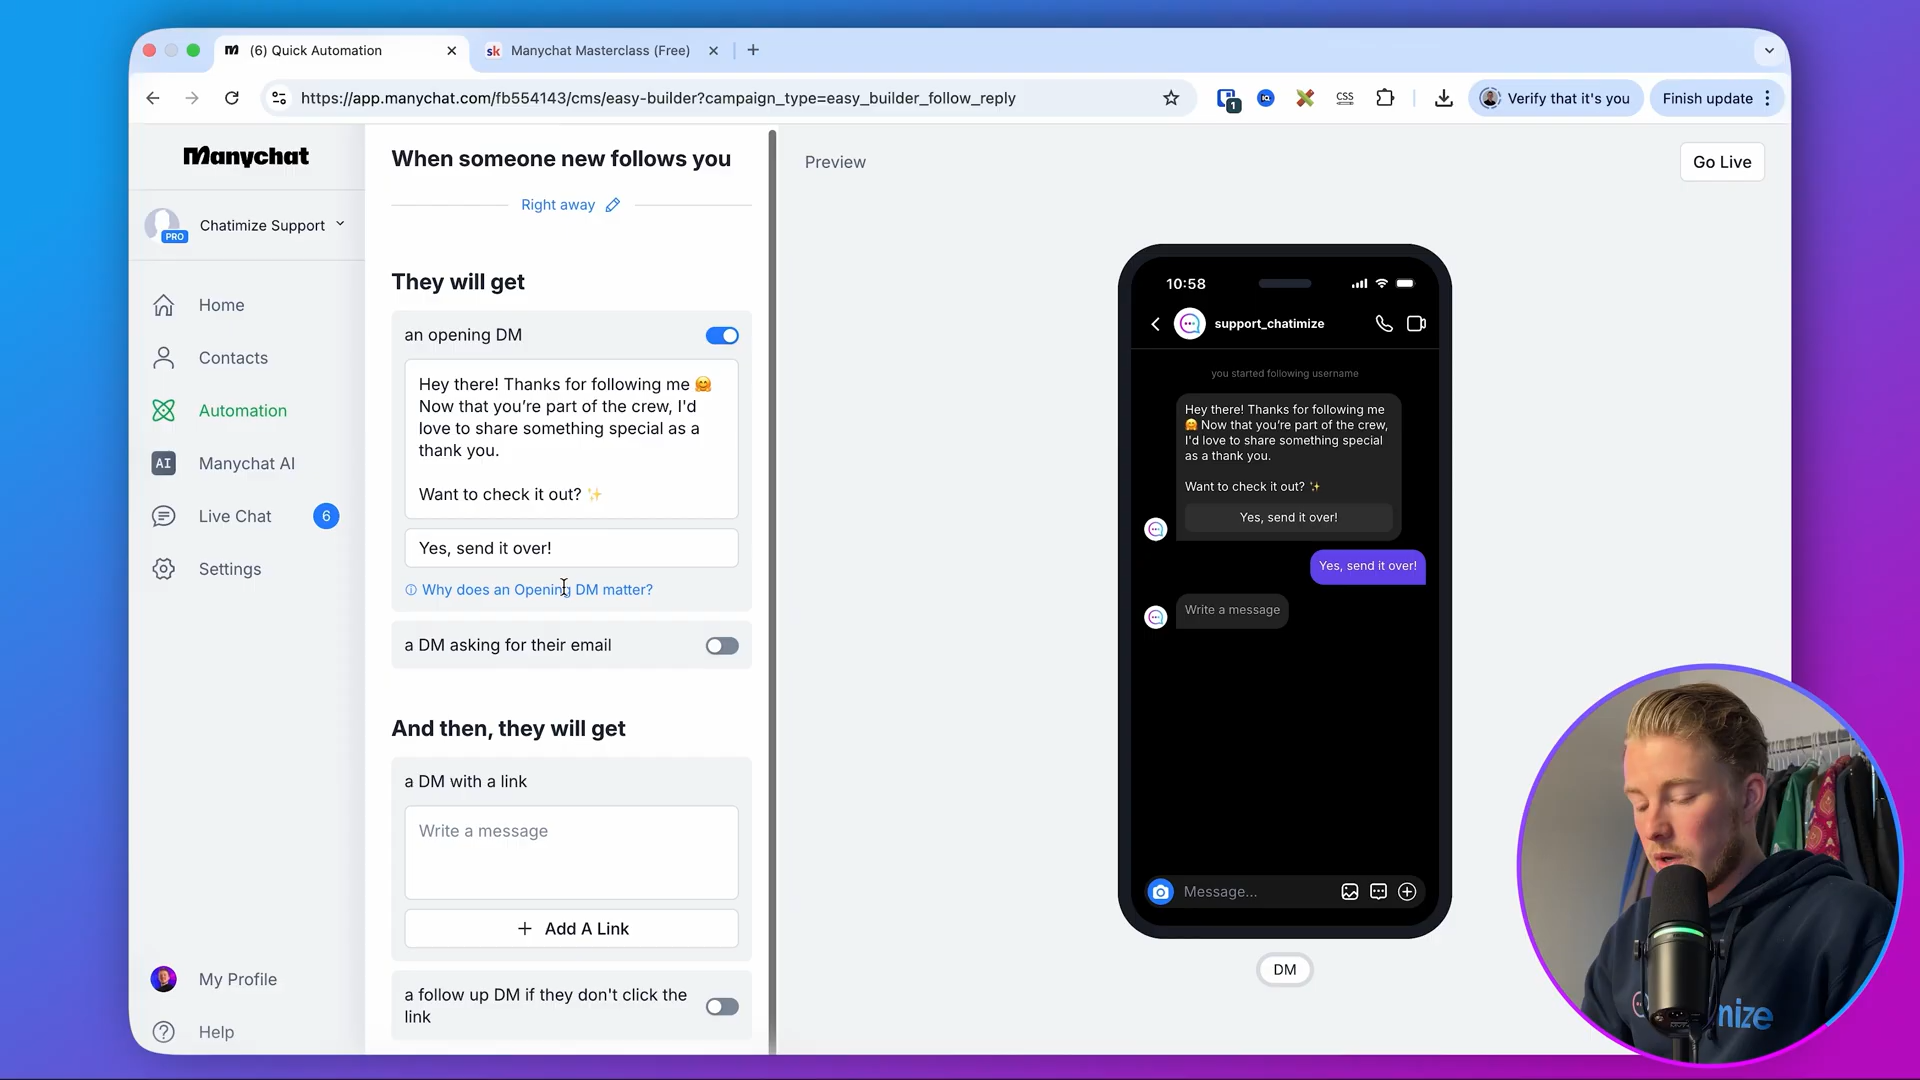 (6) Quick Automation
sk
Manychat Masterclass (Free)
https://app.manychat.com/fb554143/cms/easy-builder?campaign_type=easy_builder_follow_reply
1
CSS
Verify that it's you
Finish update
Manychat
PRO
Chatimize Support
Home
Contacts
Automation
AI
Manychat AI
Live Chat
6
Settings
My Profile
Help
When someone new follows you
Right away
They will get
an opening DM
Hey there! Thanks for following me 🤗
Now that you’re part of the crew, I'd
love to share something special as a
thank you.
Want to check it out? ✨
Yes, send it over!
Why does an Opening DM matter?
a DM asking for their email
And then, they will get
a DM with a link
Write a message
+ Add A Link
a follow up DM if they don't click the
link
Preview
Go Live
10:58
support_chatimize
you started following username
Hey there! Thanks for following me
🤗 Now that you’re part of the crew,
I'd love to share something special
as a thank you.
Want to check it out? ✨
Yes, send it over!
Yes, send it over!
Write a message
Message...
DM